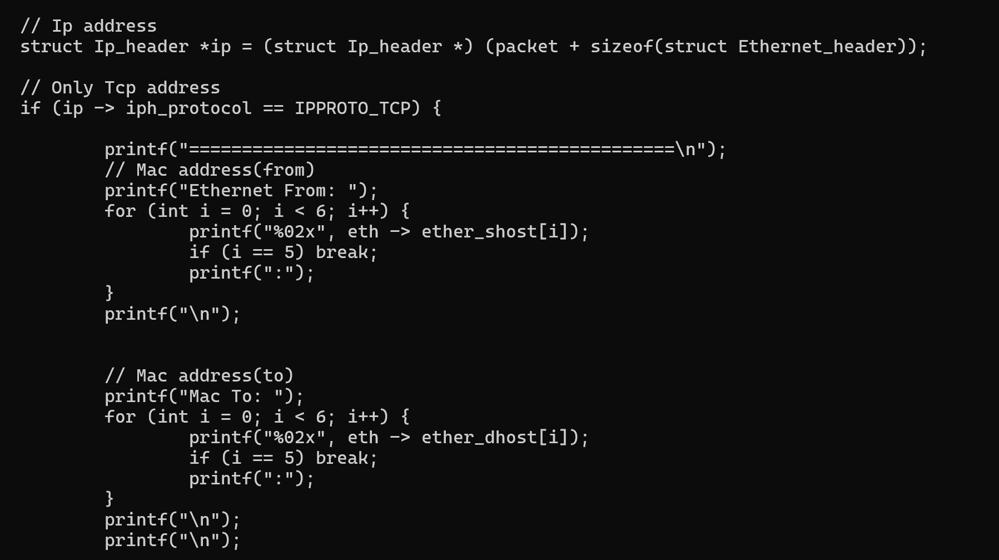 // Ip address
struct Ip_header *ip = (struct Ip_header *) (packet + sizeof(struct Ethernet_header));
// Only Tcp address
if (ip -> iph_protocol == IPPROTO_TCP) {
printf("==============================================\n");
// Mac address(from)
printf("Ethernet From: ");
for (int i = 0; i < 6; i++) {
printf("%02x", eth -> ether_shost[i]);
if (i == 5) break;
printf(":");
}
printf("\n");
// Mac address(to)
printf("Mac To: ");
for (int i = 0; i < 6; i++) {
printf("%02x", eth -> ether_dhost[i]);
if (i == 5) break;
printf(":");
}
printf("\n");
printf("\n");